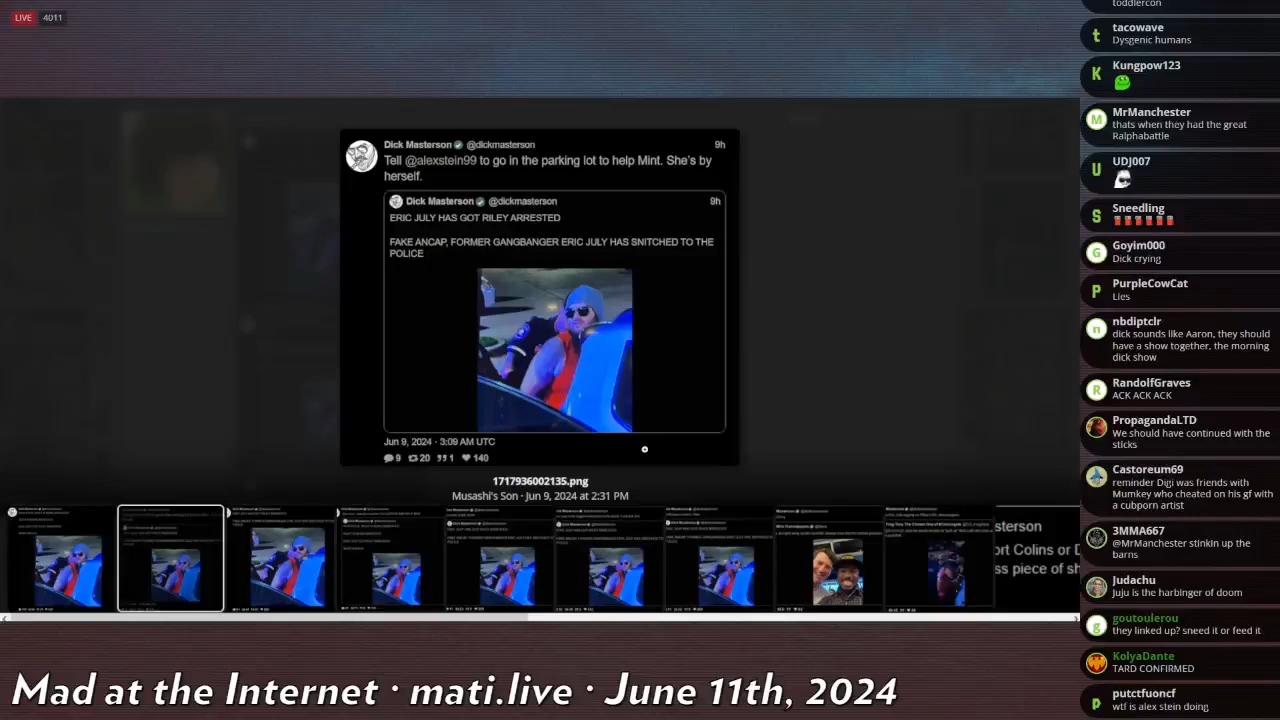 LIVE 4011
Dick Masterson @dickmasterson 9h
Tell @alexstein99 to go in the parking lot to help Mint. She's by
herself.
Dick Masterson @dickmasterson 9h
ERIC JULY HAS GOT RILEY ARRESTED
FAKE ANCAP, FORMER GANGBANGER ERIC JULY HAS SNITCHED TO THE
POLICE
Jun 9, 2024 · 3:09 AM UTC
9 20 1 140
1717936002135.png
Musashi's Son · Jun 9, 2024 at 2:31 PM
sterson
ort Colins or D
ss piece of sh
Mad at the Internet · mati.live · June 11th, 2024
toddlercon
t
tacowave
Dysgenic humans
K
Kungpow123
M
MrManchester
thats when they had the great
Ralphabattle
U
UDJ007
S
Sneedling
G
Goyim000
Dick crying
P
PurpleCowCat
Lies
n
nbdiptclr
dick sounds like Aaron, they should
have a show together, the morning
dick show
R
RandolfGraves
ACK ACK ACK
PropagandaLTD
We should have continued with the
sticks
Castoreum69
reminder Digi was friends with
Mumkey who cheated on his gf with
a cubporn artist
3MMA667
@MrManchester stinkin up the
barns
Judachu
Juju is the harbinger of doom
g
goutoulerou
they linked up? sneed it or feed it
KolyaDante
TARD CONFIRMED
p
putctfuoncf
wtf is alex stein doing